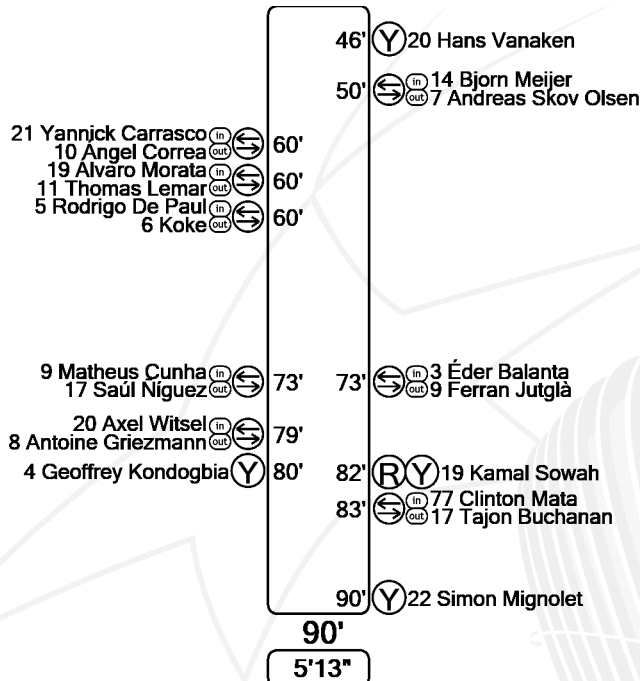 46' Y 20 Hans Vanaken
50' in 14 Bjorn Meijer
out 7 Andreas Skov Olsen
21 Yannick Carrasco in
10 Ángel Correa out 60'
19 Álvaro Morata in
11 Thomas Lemar out 60'
5 Rodrigo De Paul in
6 Koke out 60'
9 Matheus Cunha in
17 Saúl Ñíguez out 73'
73' in 3 Éder Balanta
out 9 Ferran Jutglà
20 Axel Witsel in
8 Antoine Griezmann out 79'
4 Geoffrey Kondogbia Y 80'
82' R Y 19 Kamal Sowah
83' in 77 Clinton Mata
out 17 Tajon Buchanan
90' Y 22 Simon Mignolet
90'
5'13"